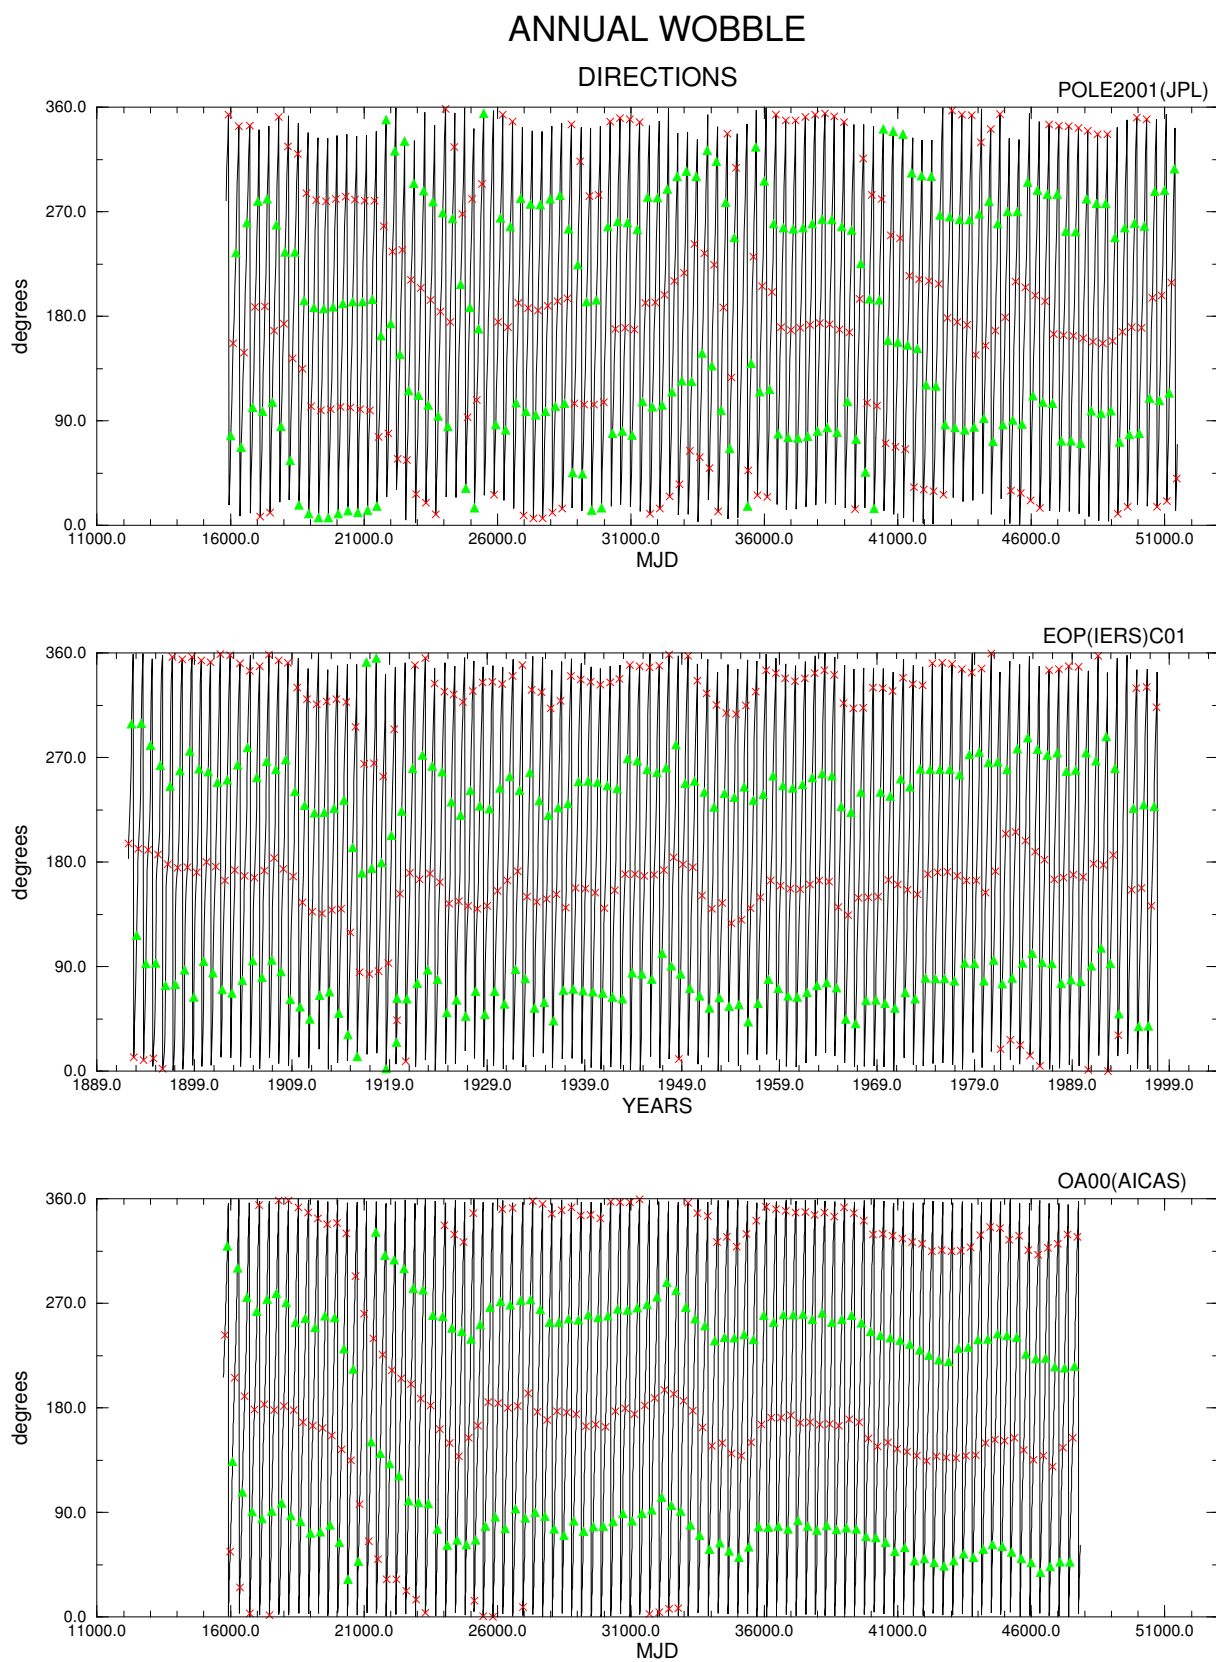 ANNUAL WOBBLE
DIRECTIONS
POLE2001(JPL)
360.0
270.0
180.0
90.0
0.0
degrees
11000.0 16000.0 21000.0 26000.0 31000.0 36000.0 41000.0 46000.0 51000.0
MJD
EOP(IERS)C01
360.0
270.0
180.0
90.0
0.0
degrees
1889.0 1899.0 1909.0 1919.0 1929.0 1939.0 1949.0 1959.0 1969.0 1979.0 1989.0 1999.0
YEARS
OA00(AICAS)
360.0
270.0
180.0
90.0
0.0
degrees
11000.0 16000.0 21000.0 26000.0 31000.0 36000.0 41000.0 46000.0 51000.0
MJD